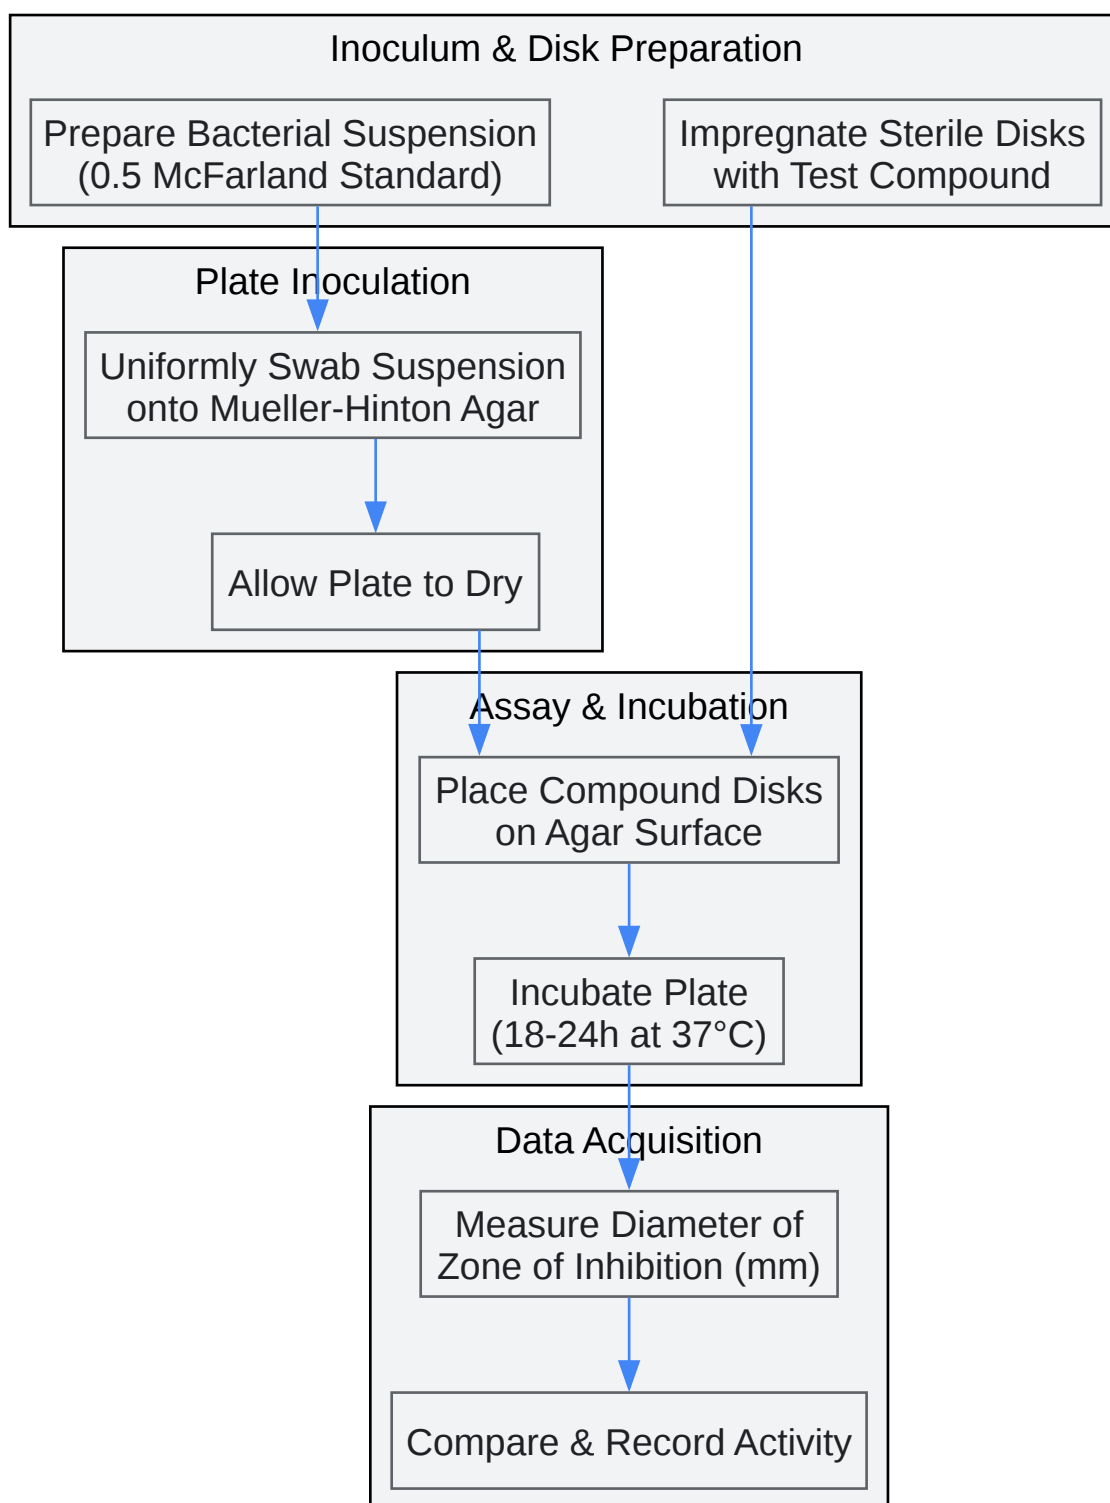 Inoculum & Disk Preparation
Prepare Bacterial Suspension
(0.5 McFarland Standard)
Impregnate Sterile Disks
with Test Compound
Plate Inoculation
Uniformly Swab Suspension
onto Mueller-Hinton Agar
Allow Plate to Dry
Assay & Incubation
Place Compound Disks
on Agar Surface
Incubate Plate
(18-24h at 37°C)
Data Acquisition
Measure Diameter of
Zone of Inhibition (mm)
Compare & Record Activity